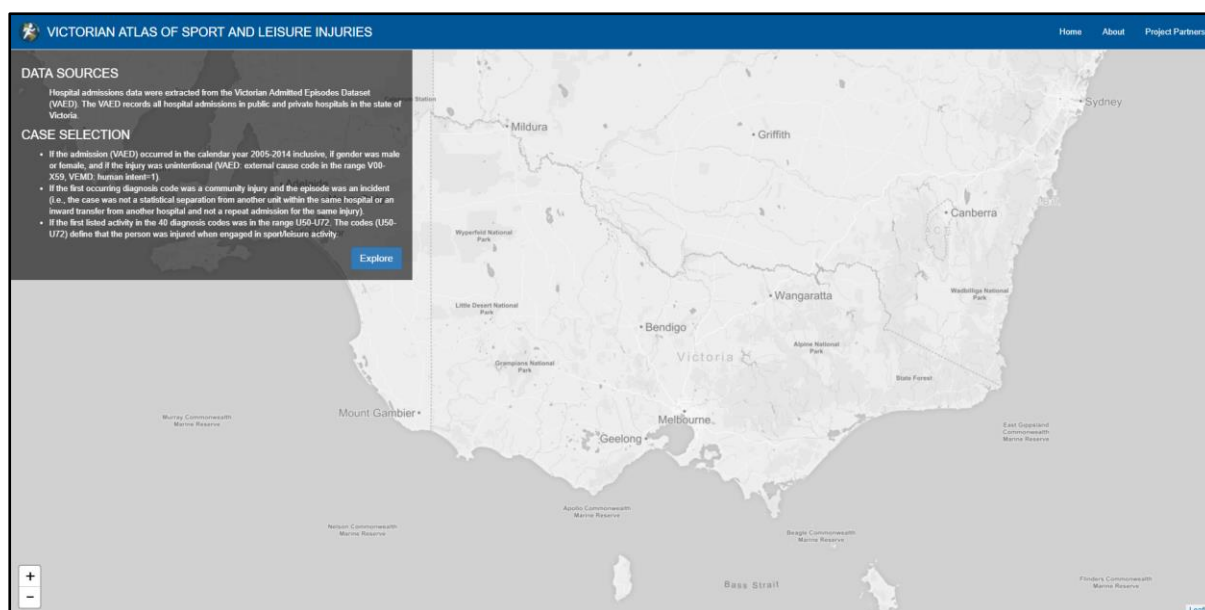 VICTORIAN ATLAS OF SPORT AND LEISURE INJURIES
Home About Project Partners
DATA SOURCES
Hospital admissions data were extracted from the Victorian Admitted Episodes Dataset
(VAED). The VAED records all hospital admissions in public and private hospitals in the state of
Victoria.
CASE SELECTION
• If the admission (VAED) occurred in the calendar year 2005-2014 inclusive, if gender was male
or female, and if the injury was unintentional (VAED: external cause code in the range V00-
X59, VEMD: human intent=1).
• If the first occurring diagnosis code was a community injury and the episode was an incident
(i.e., the case was not a statistical separation from another unit within the same hospital or an
inward transfer from another hospital and not a repeat admission for the same injury).
• If the first listed activity in the 40 diagnosis codes was in the range U50-U72. The codes (U50-
U72) define that the person was injured when engaged in sport/leisure activity.
Explore
Station
Sydney
Mildura
Griffith
Adelaide
Canberra
Wyperfeld National
Park
Wadbilliga National
Park
Wangaratta
Little Desert National
Park
Bendigo
Alpine National
Park
Victoria
Grampians National
Park
State Forest
Mount Gambier
Murray Commonwealth
Marine Reserve
Melbourne
East Gippsland
Commonwealth
Marine Reserve
Geelong
Apollo Commonwealth
Marine Reserve
Nelson Commonwealth
Marine Reserve
Beagle Commonwealth
Marine Reserve
+
−
Bass Strait
Flinders Commonwealth
Marine Reserve
Leafl